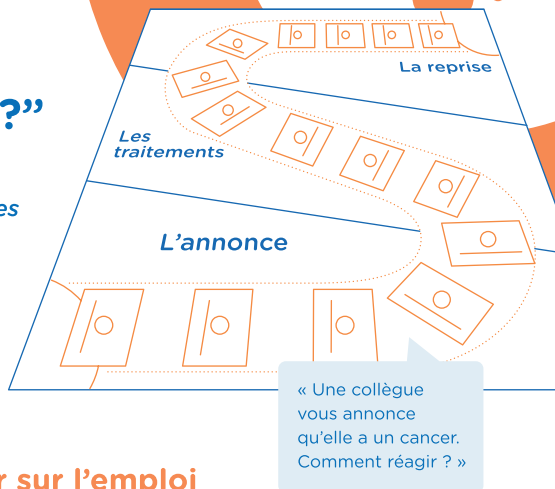 La reprise
?”
Les
traitements
es
L’annonce
« Une collègue
vous annonce
qu’elle a un cancer.
Comment réagir ? »
r sur l’emploi